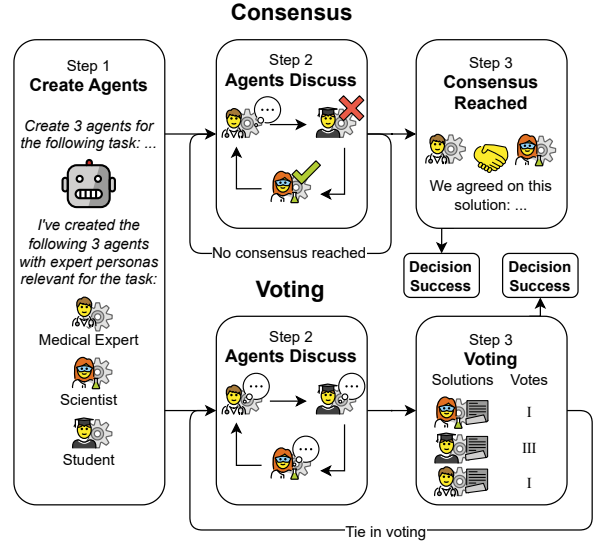 Consensus
Step 1
Create Agents
Create 3 agents for
the following task: ...
I've created the
following 3 agents
with expert personas
relevant for the task:
Medical Expert
Scientist
Student
Step 2
Agents Discuss
No consensus reached
Step 3
Consensus
Reached
We agreed on this
solution: ...
Decision
Success
Decision
Success
Voting
Step 2
Agents Discuss
Step 3
Voting
Solutions Votes
I
III
I
Tie in voting